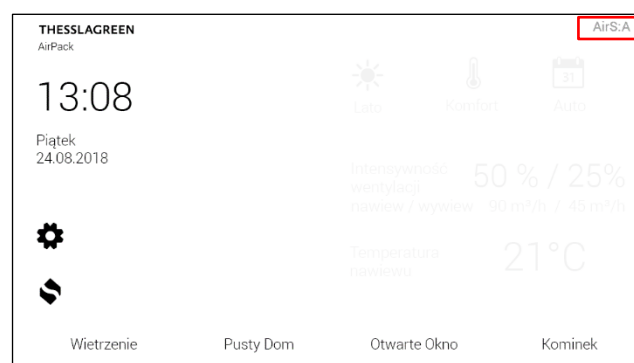 THESSLAGREEN
AirPack
AirS:A
13:08
Piątek
24.08.2018
31
Lato
Komfort
Auto
Intensywność
wentylacji
nawiew / wywiew
50 % / 25%
90 m³/h / 45 m³/h
Temperatura
nawiewu
21°C
Wietrzenie
Pusty Dom
Otwarte Okno
Kominek